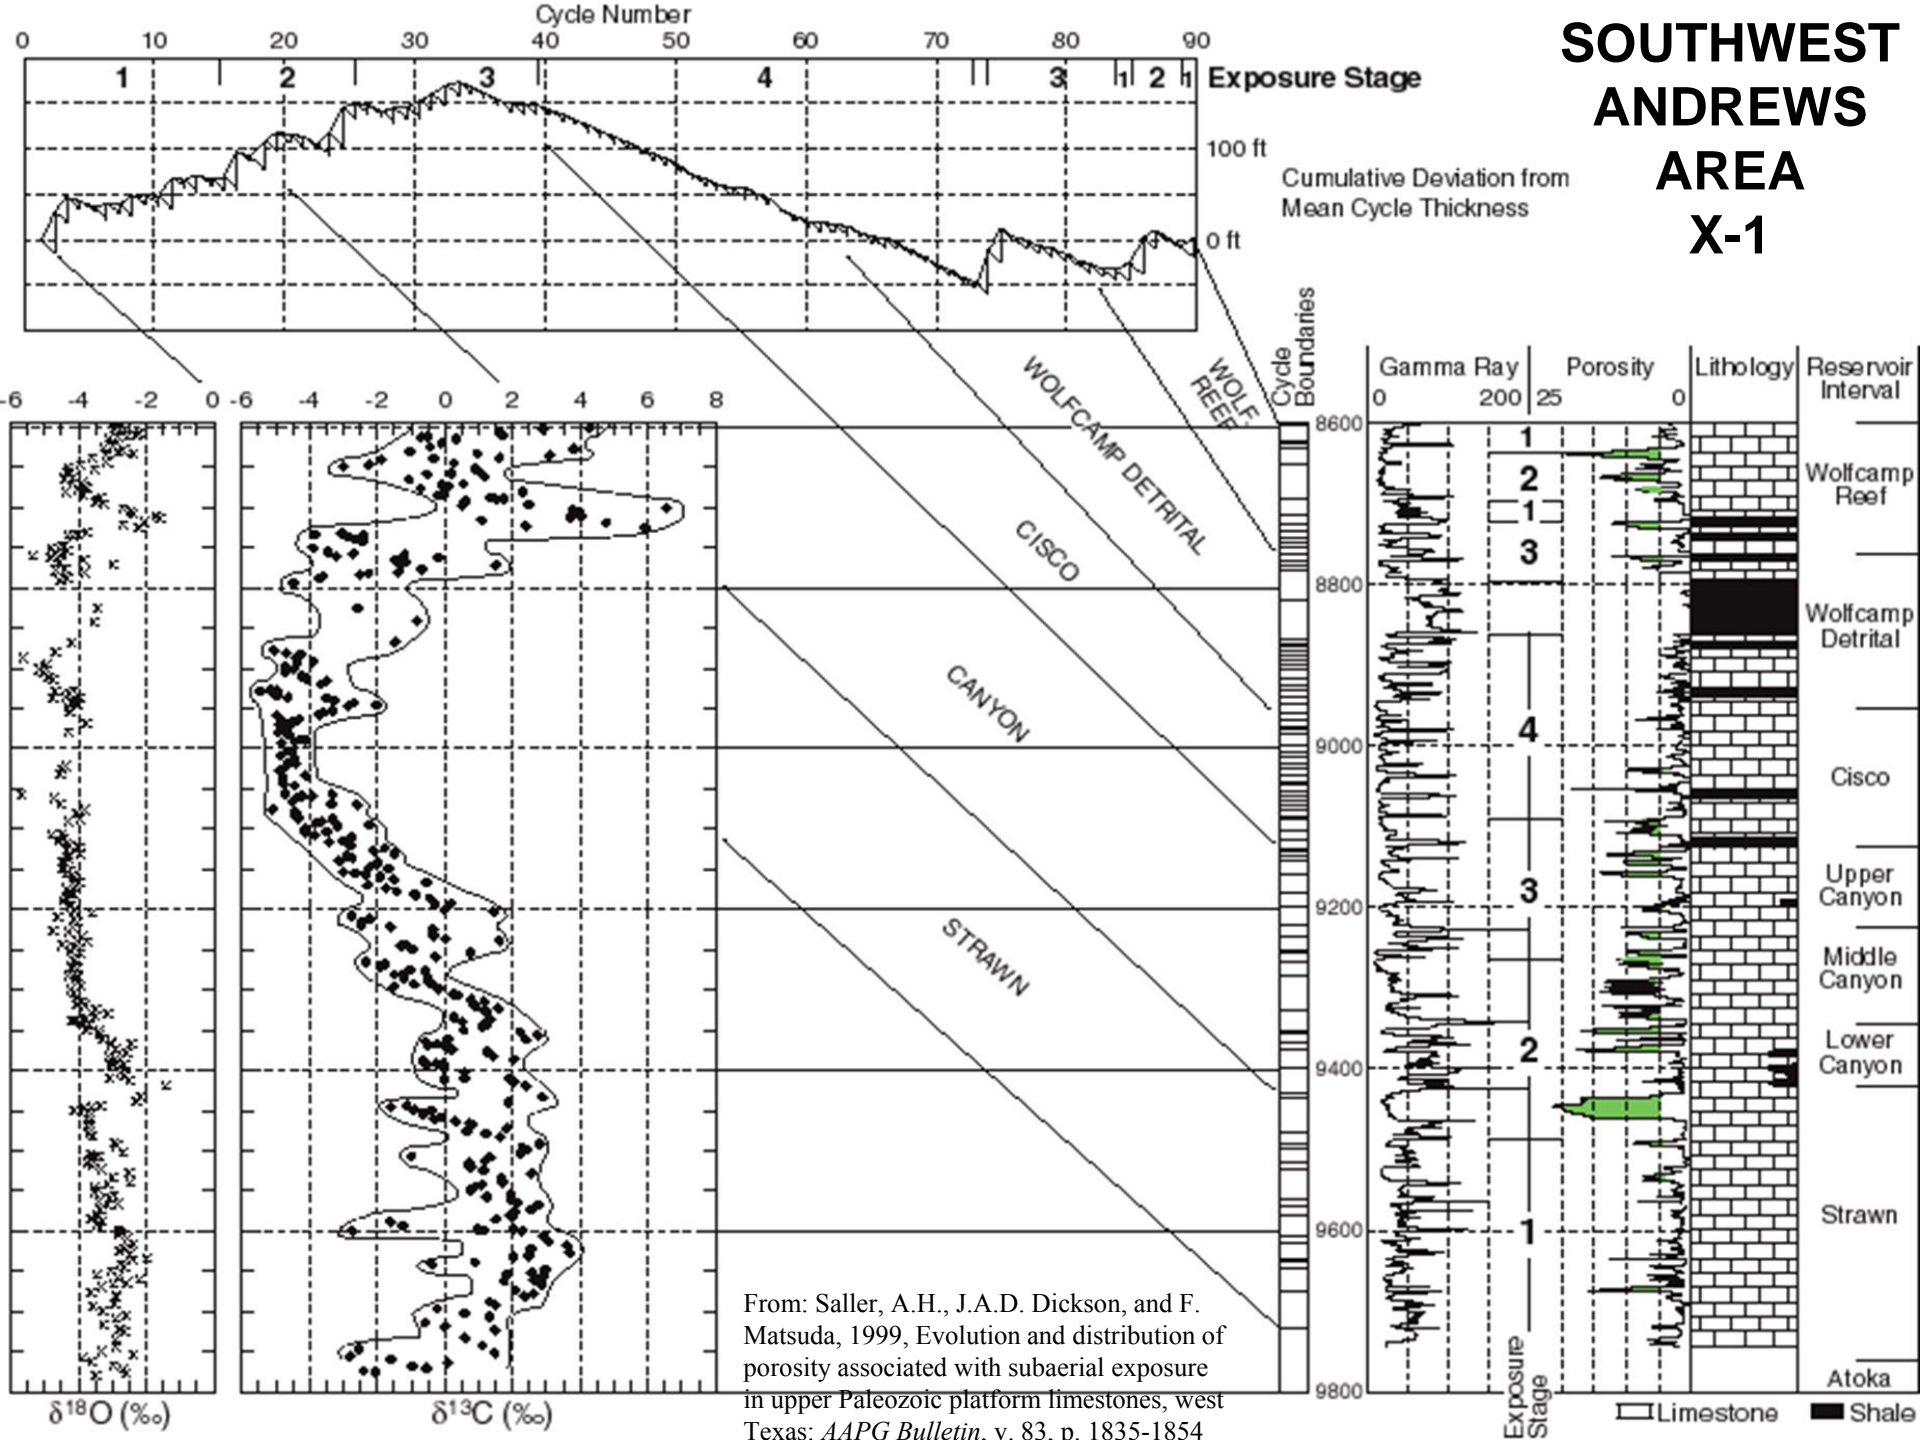 Cycle Number
0 10 20 30 40 50 60 70 80 90
1 2 3 4 3 1 2 1 Exposure Stage
100 ft
0 ft
Cumulative Deviation from
Mean Cycle Thickness
SOUTHWEST
ANDREWS
AREA
X-1
-6 -4 -2 0
-6 -4 -2 0 2 4 6 8
WOLFCAMP DETRITAL
WOLF.
REEF
CISCO
CANYON
STRAWN
Cycle
Boundaries
8600
8800
9000
9200
9400
9600
9800
Gamma Ray
0 200
Porosity
25 0
Lithology
Reservoir
Interval
1
2
1
3
4
3
2
1
Exposure
Stage
Wolfcamp
Reef
Wolfcamp
Detrital
Cisco
Upper
Canyon
Middle
Canyon
Lower
Canyon
Strawn
Atoka
Limestone
Shale
δ18O (‰)
δ13C (‰)
From: Saller, A.H., J.A.D. Dickson, and F.
Matsuda, 1999, Evolution and distribution of
porosity associated with subaerial exposure
in upper Paleozoic platform limestones, west
Texas: AAPG Bulletin, v. 83, p. 1835-1854